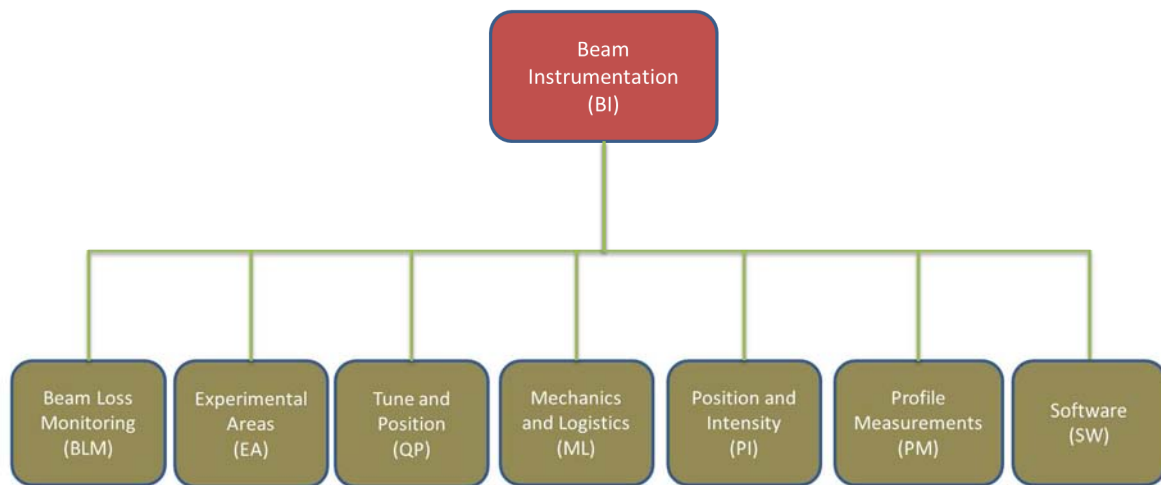 Beam
Instrumentation
(BI)
Beam Loss
Monitoring
(BLM)
Experimental
Areas
(EA)
Tune and
Position
(QP)
Mechanics
and Logistics
(ML)
Position and
Intensity
(PI)
Profile
Measurements
(PM)
Software
(SW)